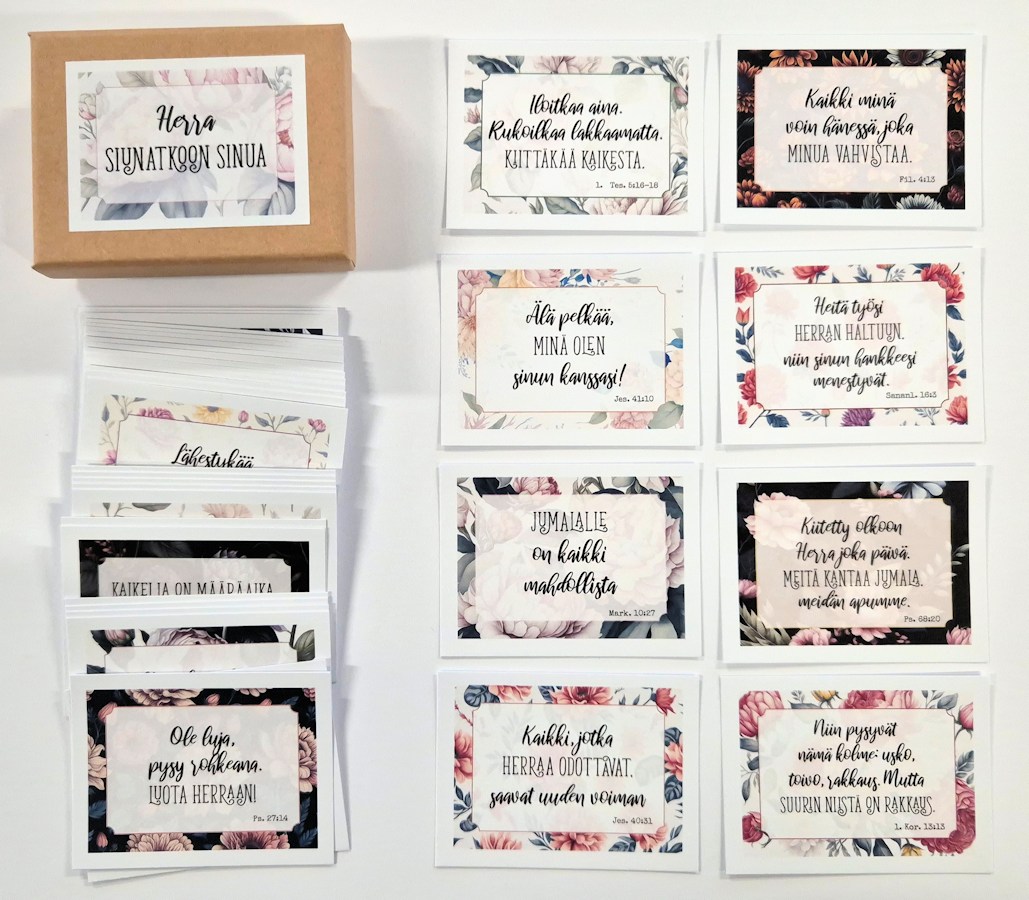 Herra
SIUNATKOON SINUA
Lähestykää
KAIKELLA ON MÄÄRÄAIKA
Ole luja,
pysy rohkeana.
LUOTA HERRAAN!
Ps. 27:14
Iloitkaa aina.
Rukoilkaa lakkaamatta.
KIITTÄKÄÄ KAIKESTA.
1. Tes. 5:16-18
Kaikki minä
voin hänessä, joka
MINUA VAHVISTAA.
Fil. 4:13
Älä pelkää,
MINÄ OLEN
sinun kanssasi!
Jes. 41:10
Heitä työsi
HERRAN HALTUUN,
niin sinun hankkeesi
menestyvät.
Sananl. 16:3
JUMALALLE
on kaikki
mahdollista
Mark. 10:27
Kiitetty olkoon
Herra joka päivä.
MEITÄ KANTAA JUMALA,
meidän apumme.
Ps. 68:20
Kaikki, jotka
HERRAA ODOTTAVAT,
saavat uuden voiman
Jes. 40:31
Niin pysyvät
nämä kolme: usko,
toivo, rakkaus. Mutta
SUURIN NIISTÄ ON RAKKAUS.
1. Kor. 13:13